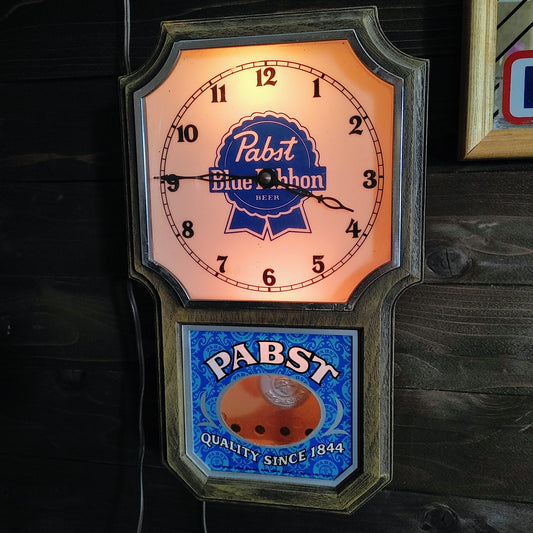 12
11 1
10 2
9 3
8 4
7 5
6
Pabst
Blue Ribbon
BEER
PABST
QUALITY SINCE 1844